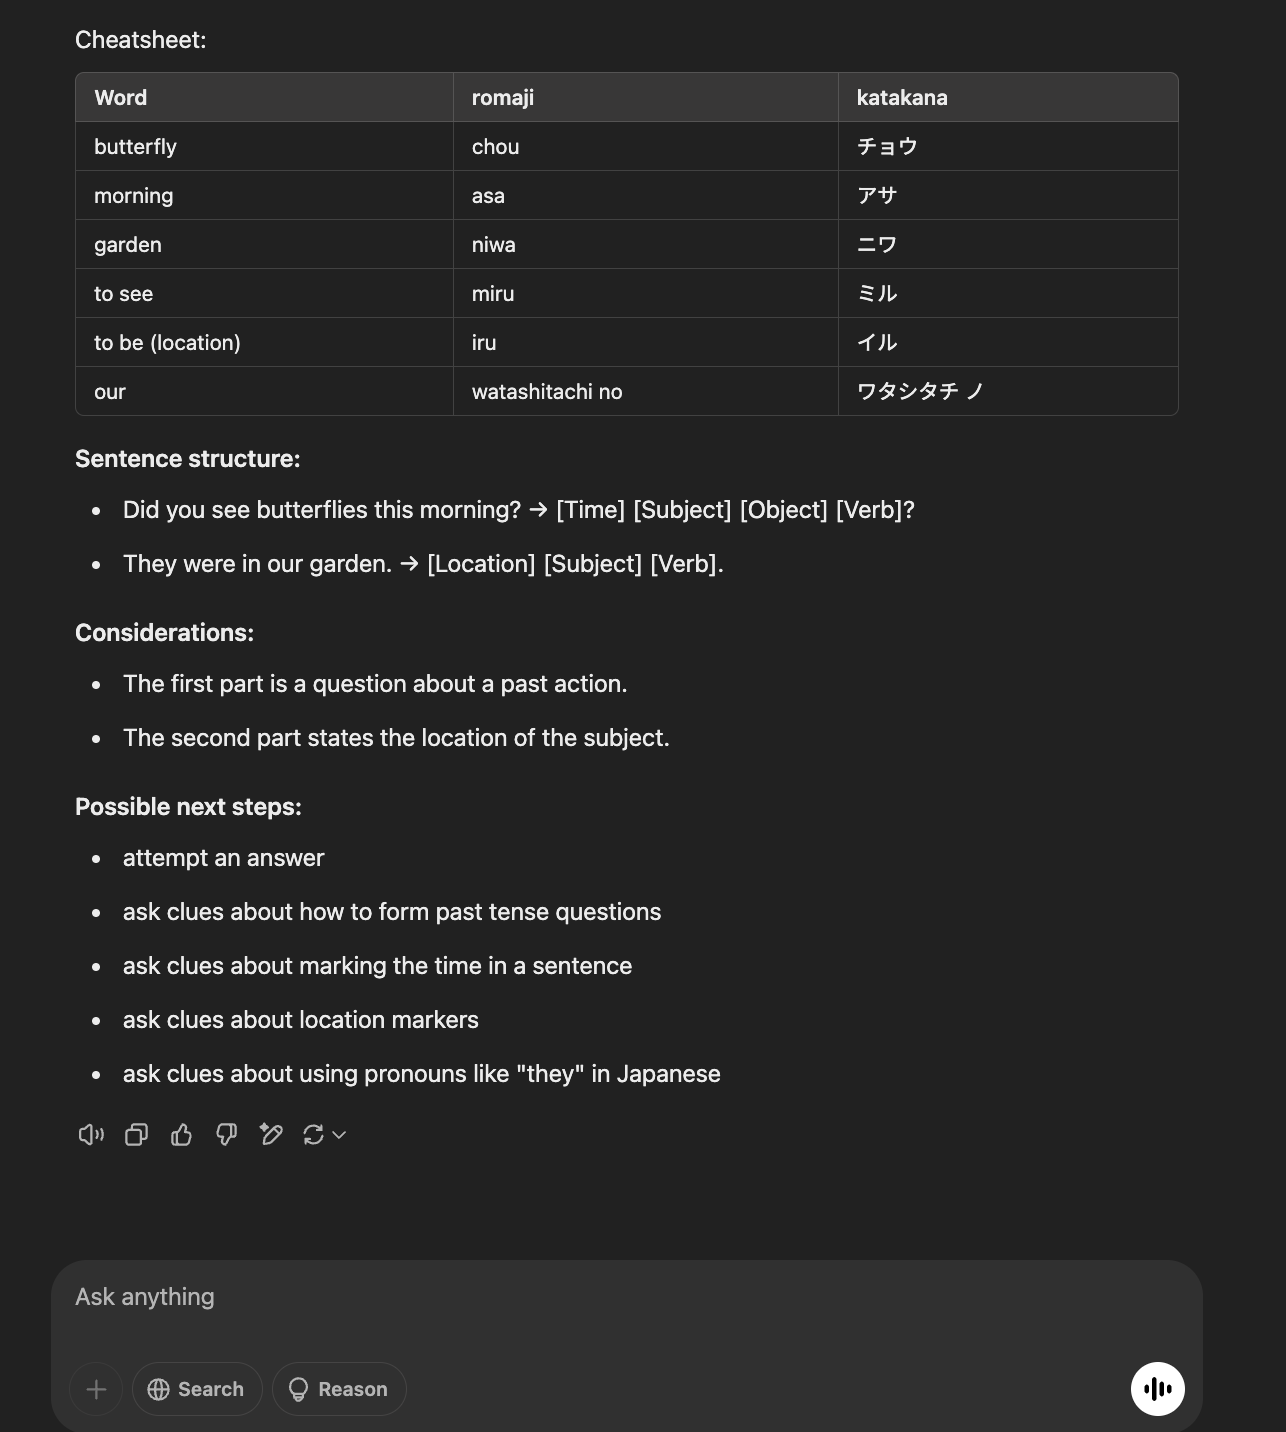 Cheatsheet:
Word romaji katakana
butterfly chou チョウ
morning asa アサ
garden niwa ニワ
to see miru ミル
to be (location) iru イル
our watashitachi no ワタシタチ ノ
Sentence structure:
Did you see butterflies this morning? → [Time] [Subject] [Object] [Verb]?
They were in our garden. → [Location] [Subject] [Verb].
Considerations:
The first part is a question about a past action.
The second part states the location of the subject.
Possible next steps:
attempt an answer
ask clues about how to form past tense questions
ask clues about marking the time in a sentence
ask clues about location markers
ask clues about using pronouns like "they" in Japanese
Ask anything
Search Reason